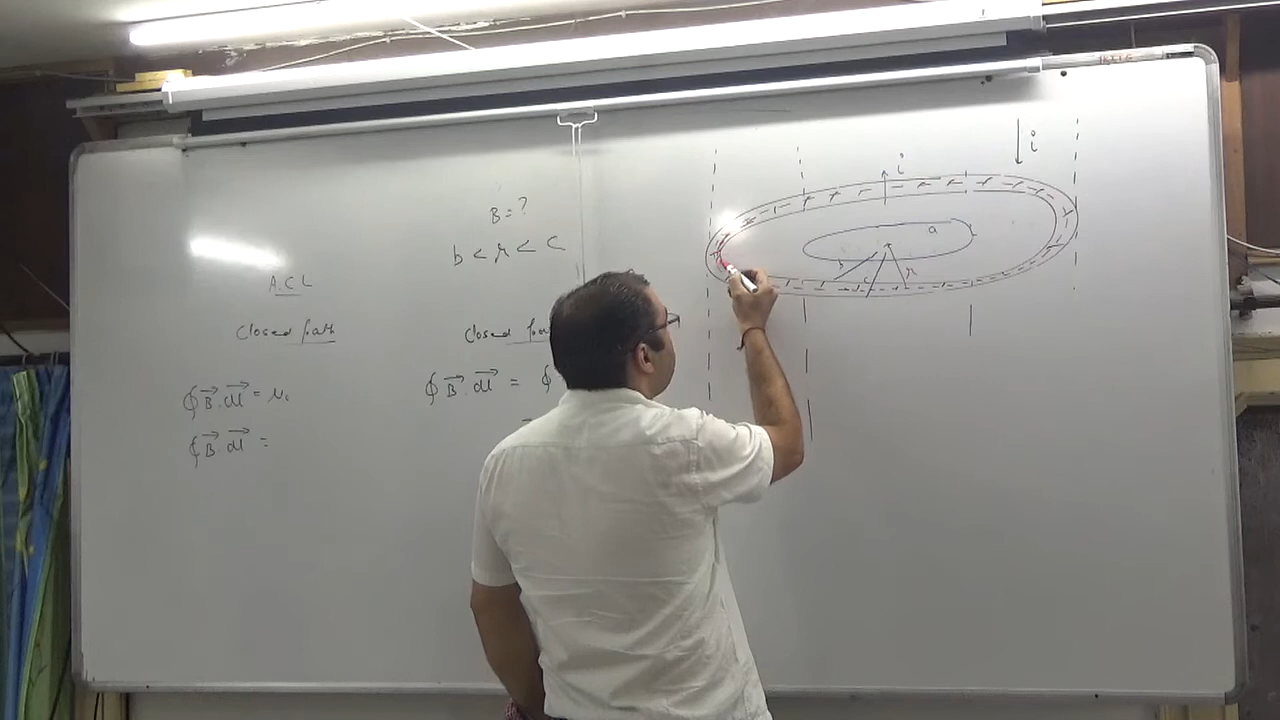 B = ?
b < r < c
A.C.L
Closed path
∮ B⃗. dl⃗ = μ₀
∮ B⃗. dl⃗ =
Closed
∮ B⃗. dl⃗ = ∮
i
i
a
b
c
r